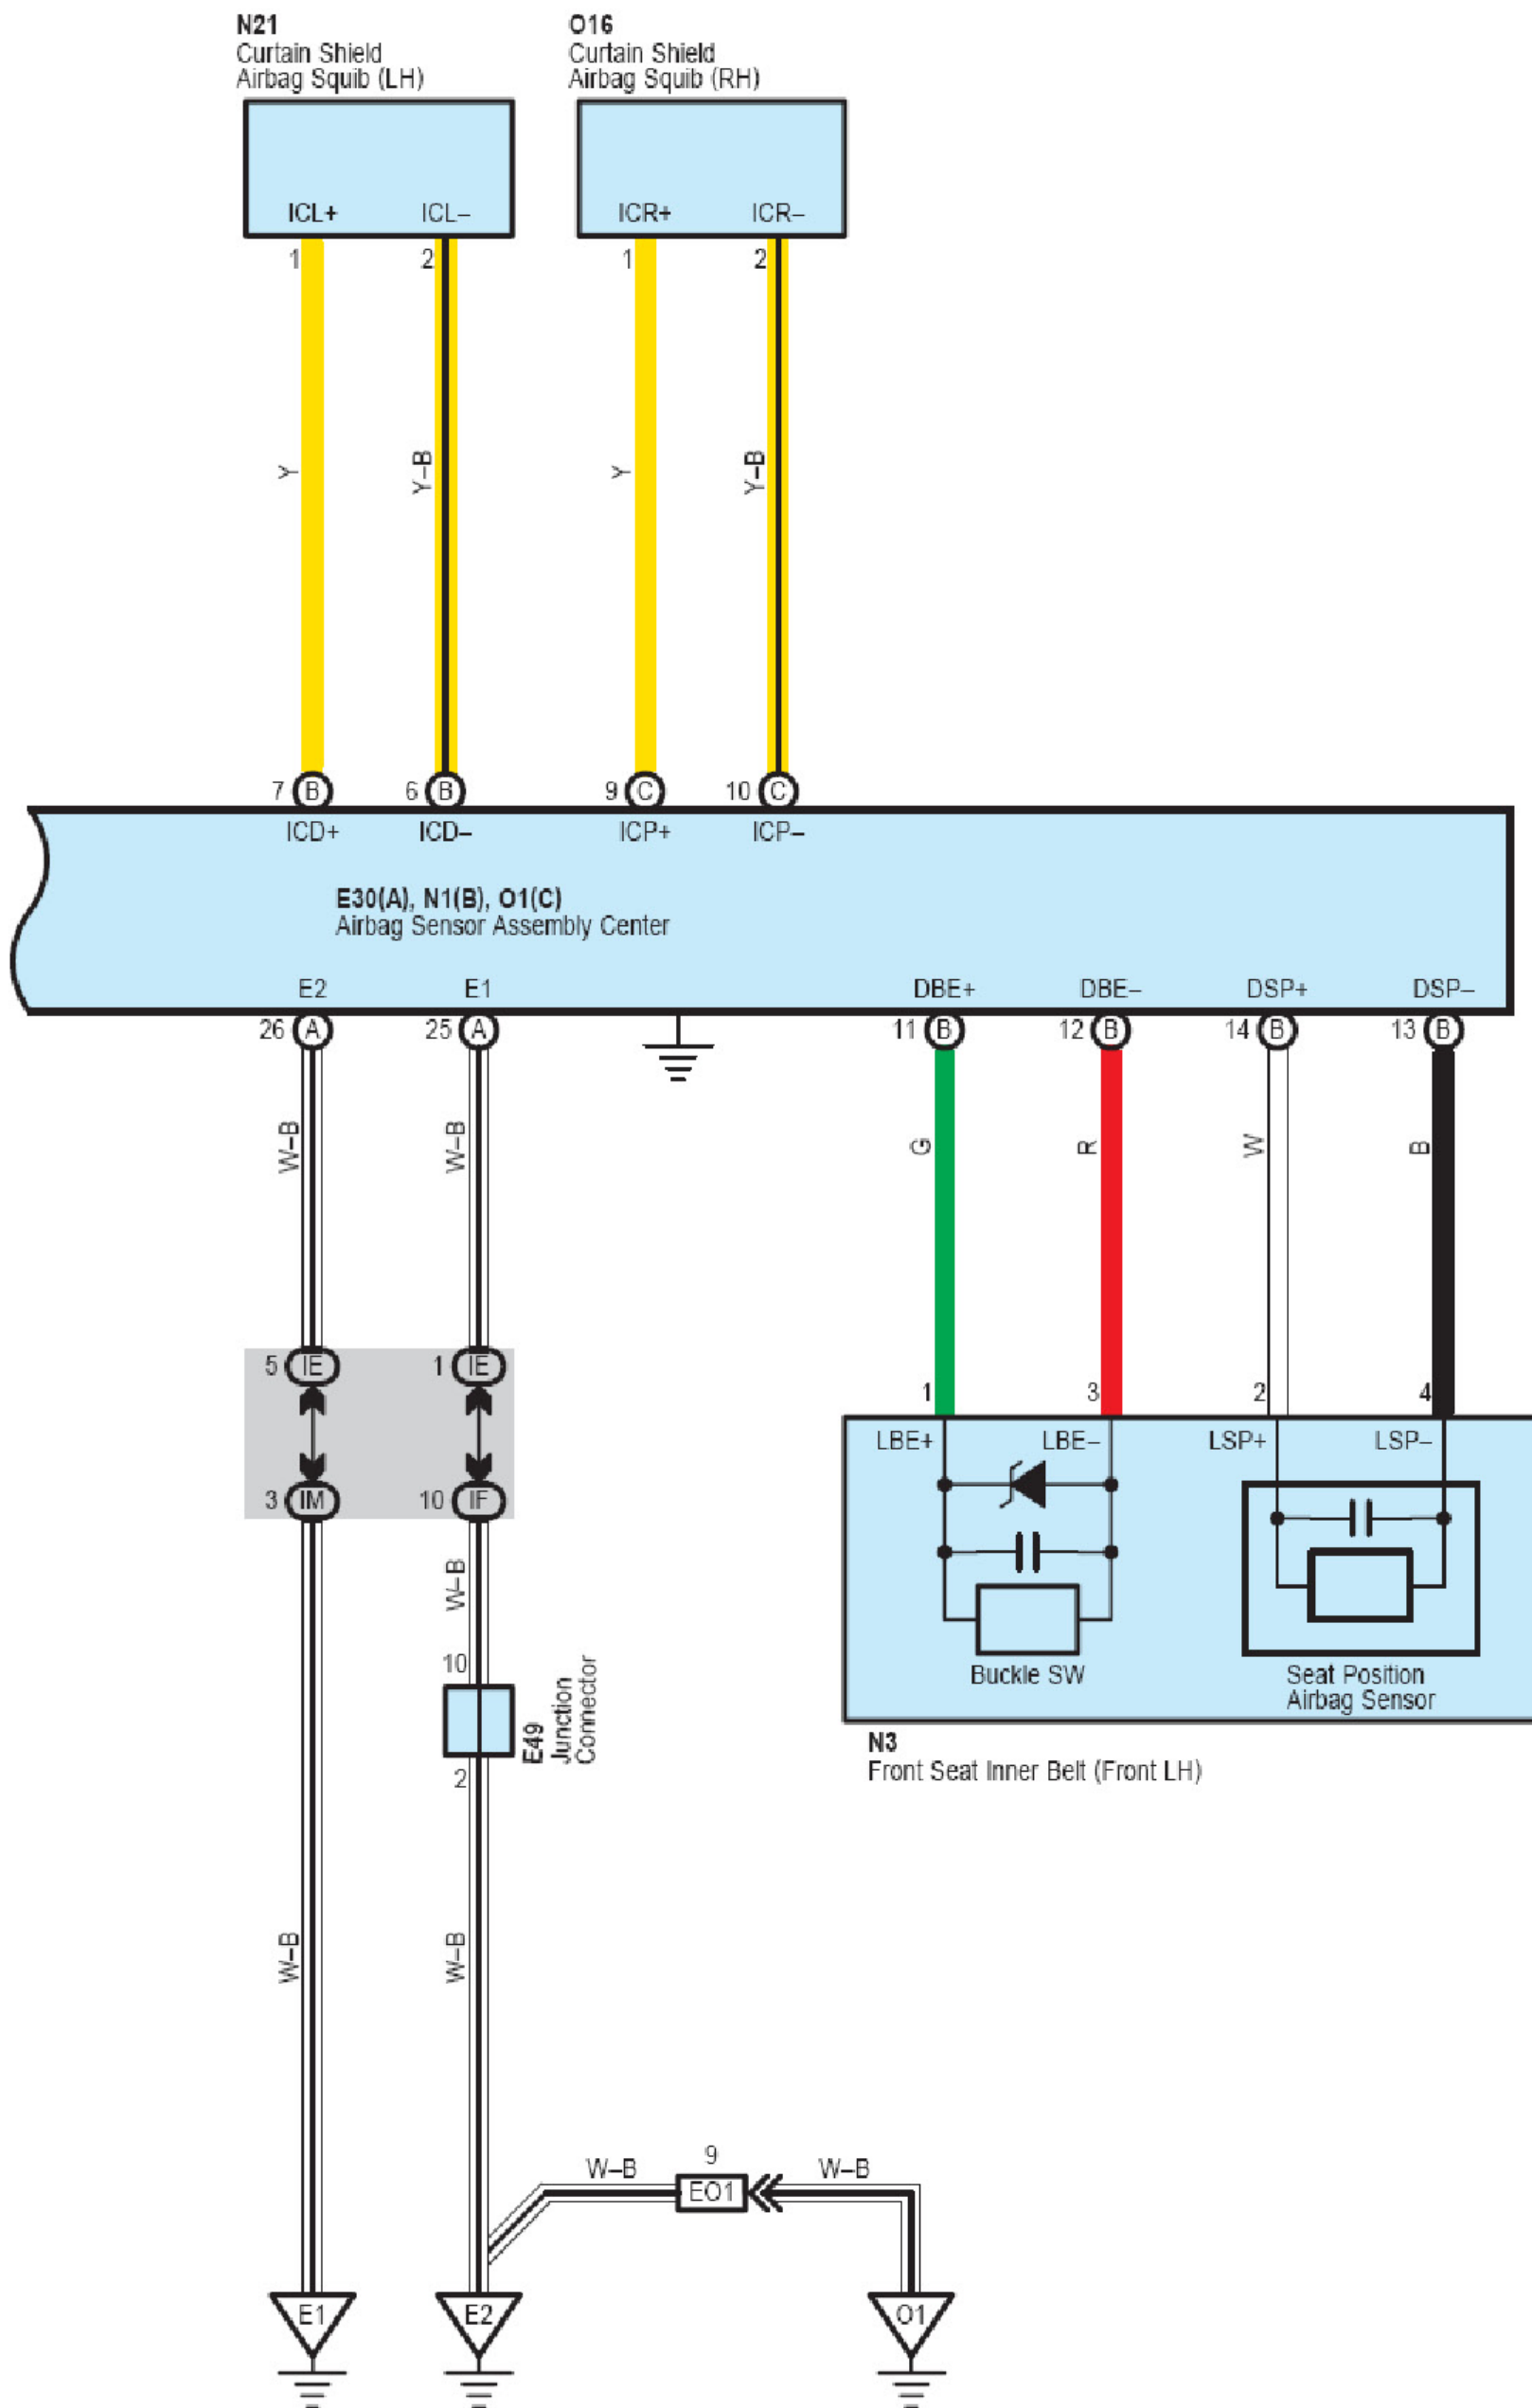 N21
Curtain Shield
Airbag Squib (LH)
O16
Curtain Shield
Airbag Squib (RH)
ICL+ ICL–
ICR+ ICR–
1 2 1 2
Y Y–B Y Y–B
7 B 6 B 9 C 10 C
ICD+ ICD– ICP+ ICP–
E30(A), N1(B), O1(C)
Airbag Sensor Assembly Center
E2 E1 DBE+ DBE– DSP+ DSP–
26 A 25 A 11 B 12 B 14 B 13 B
W–B W–B G R W B
5 IE 1 IE
1 3 2 4
LBE+ LBE– LSP+ LSP–
3 IM 10 IF
W–B
10
Buckle SW
Seat Position
Airbag Sensor
E49
Junction
Connector
2
N3
Front Seat Inner Belt (Front LH)
W–B W–B
9
W–B EO1 W–B
E1 E2 O1